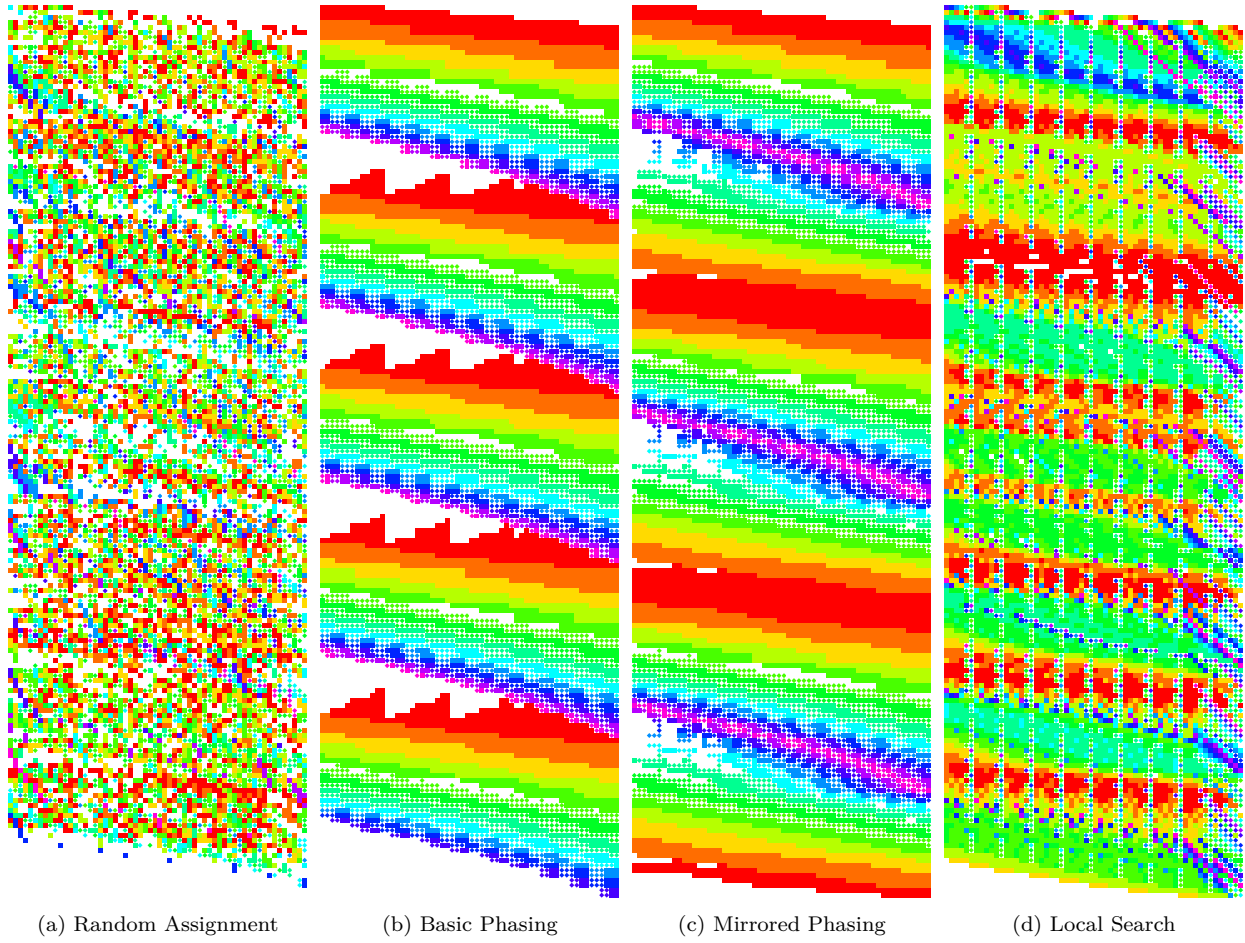 (a) Random Assignment
(b) Basic Phasing
(c) Mirrored Phasing
(d) Local Search